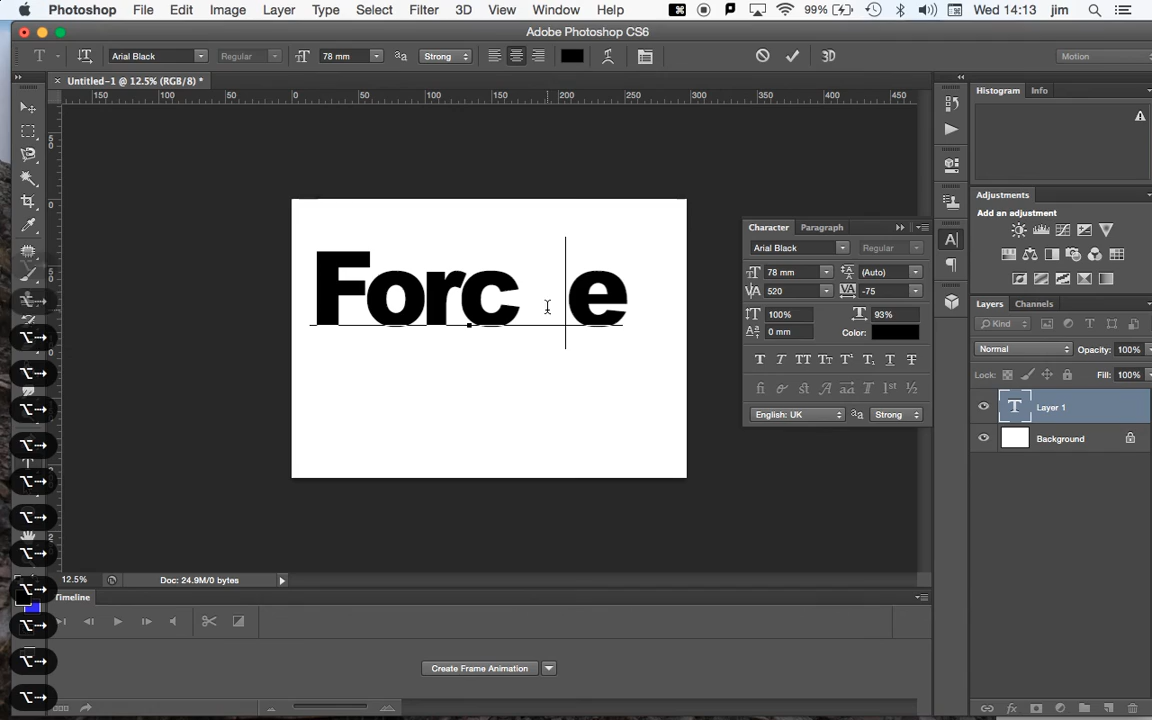 Photoshop File Edit Image Layer Type Select Filter 3D View Window Help 99% Wed 14:13 jim
Adobe Photoshop CS6
T Arial Black Regular 78 mm Strong 3D Motion
× Untitled-1 @ 12.5% (RGB/8) * Histogram Info
150 100 50 0 50 100 150 200 250 300 350 400 450
Adjustments
Add an adjustment
Character Paragraph
Arial Black Regular
78 mm (Auto)
520 -75
100% 93%
0 mm Color:
English: UK Strong
Force
Layers Channels
Kind
Normal Opacity: 100%
Lock: Fill: 100%
T Layer 1
Background
12.5% Doc: 24.9M/0 bytes
Timeline
Create Frame Animation